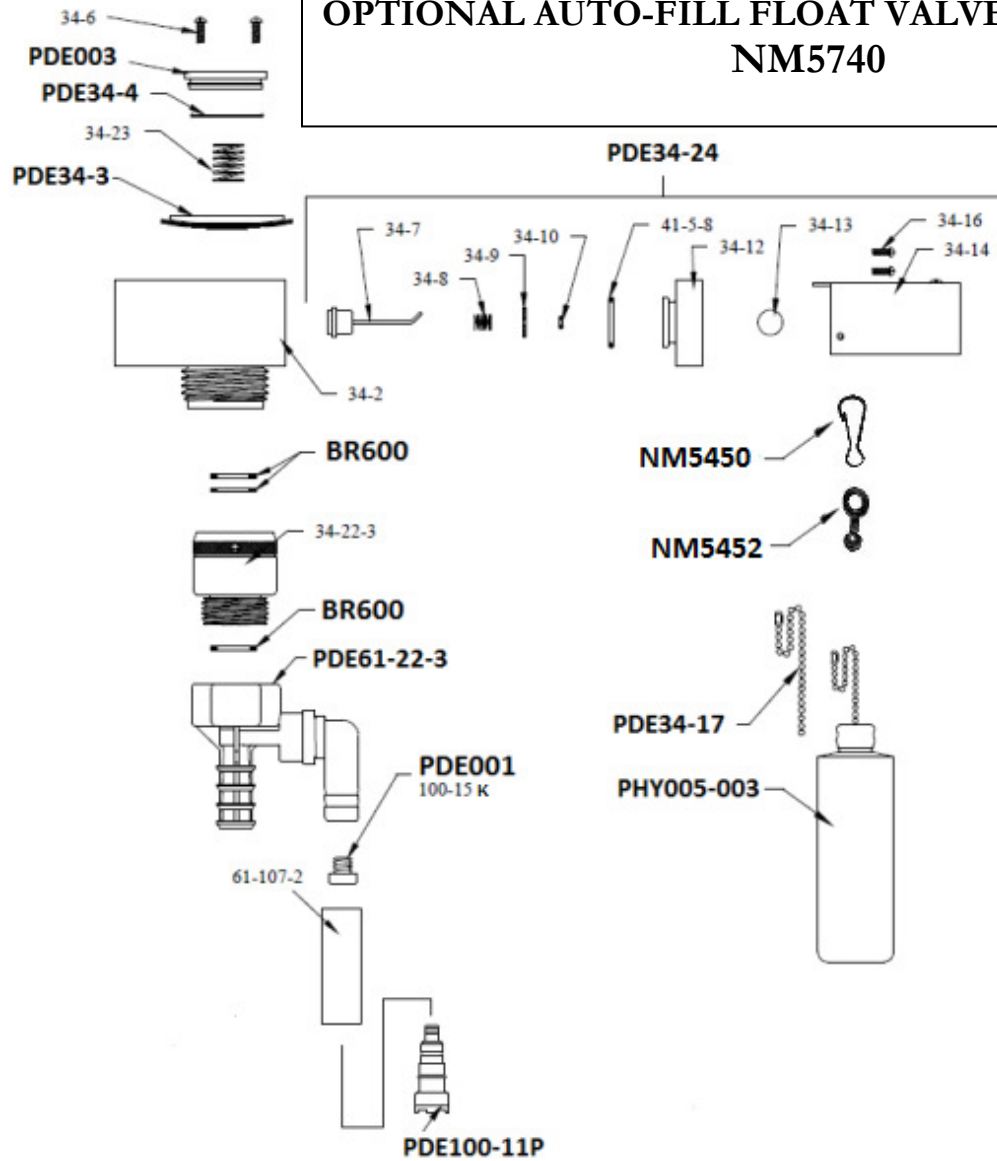 OPTIONAL AUTO-FILL FLOAT VALVE
NM5740
34-6
PDE003
PDE34-4
34-23
PDE34-3
PDE34-24
34-7
34-8
34-9
34-10
41-5-8
34-12
34-13
34-16
34-14
34-2
BR600
NM5450
34-22-3
NM5452
BR600
PDE61-22-3
PDE34-17
PDE001
100-15 K
PHY005-003
61-107-2
PDE100-11P